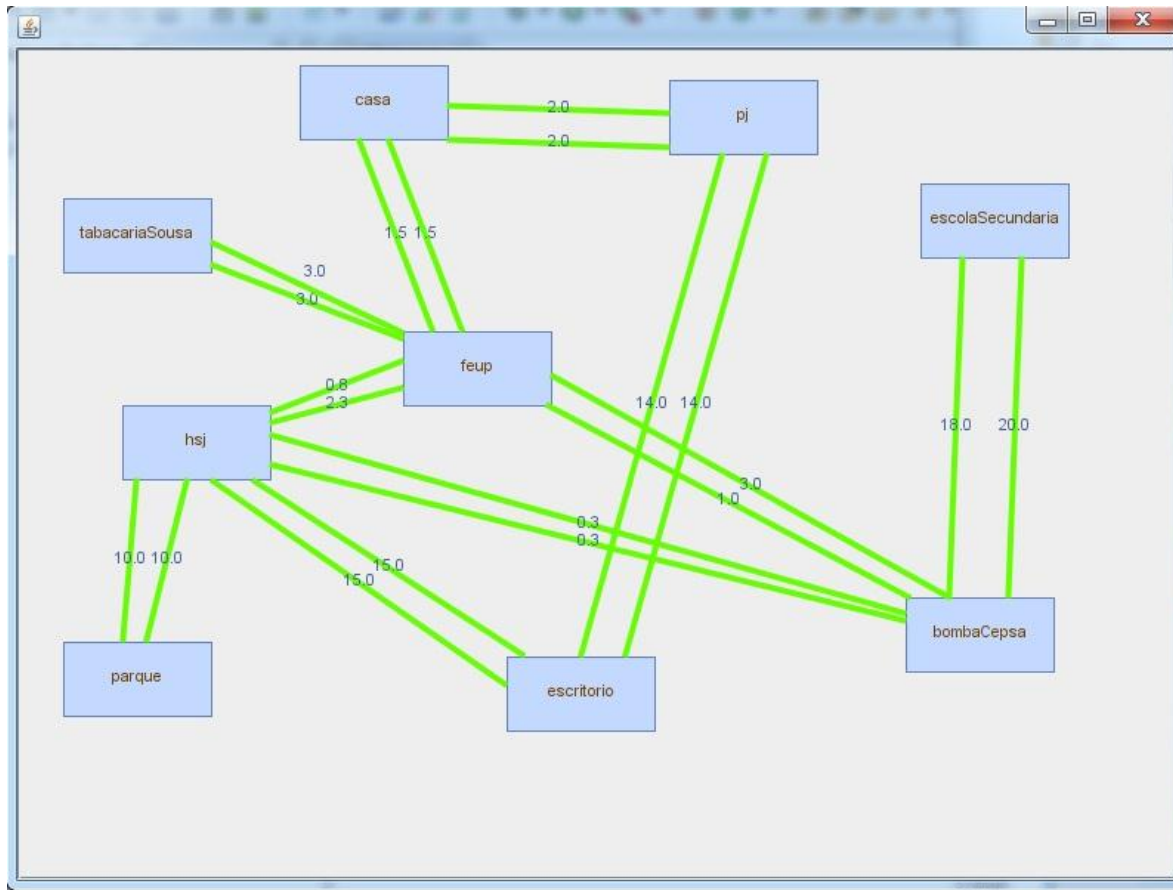 casa
2.0
pj
2.0
escolaSecundaria
tabacariaSousa
1.5 1.5
3.0
3.0
feup
0.8
2.3
14.0 14.0
18.0 20.0
hsj
3.0
1.0
0.3
0.3
10.0 10.0
15.0
15.0
bombaCepsa
parque
escritorio